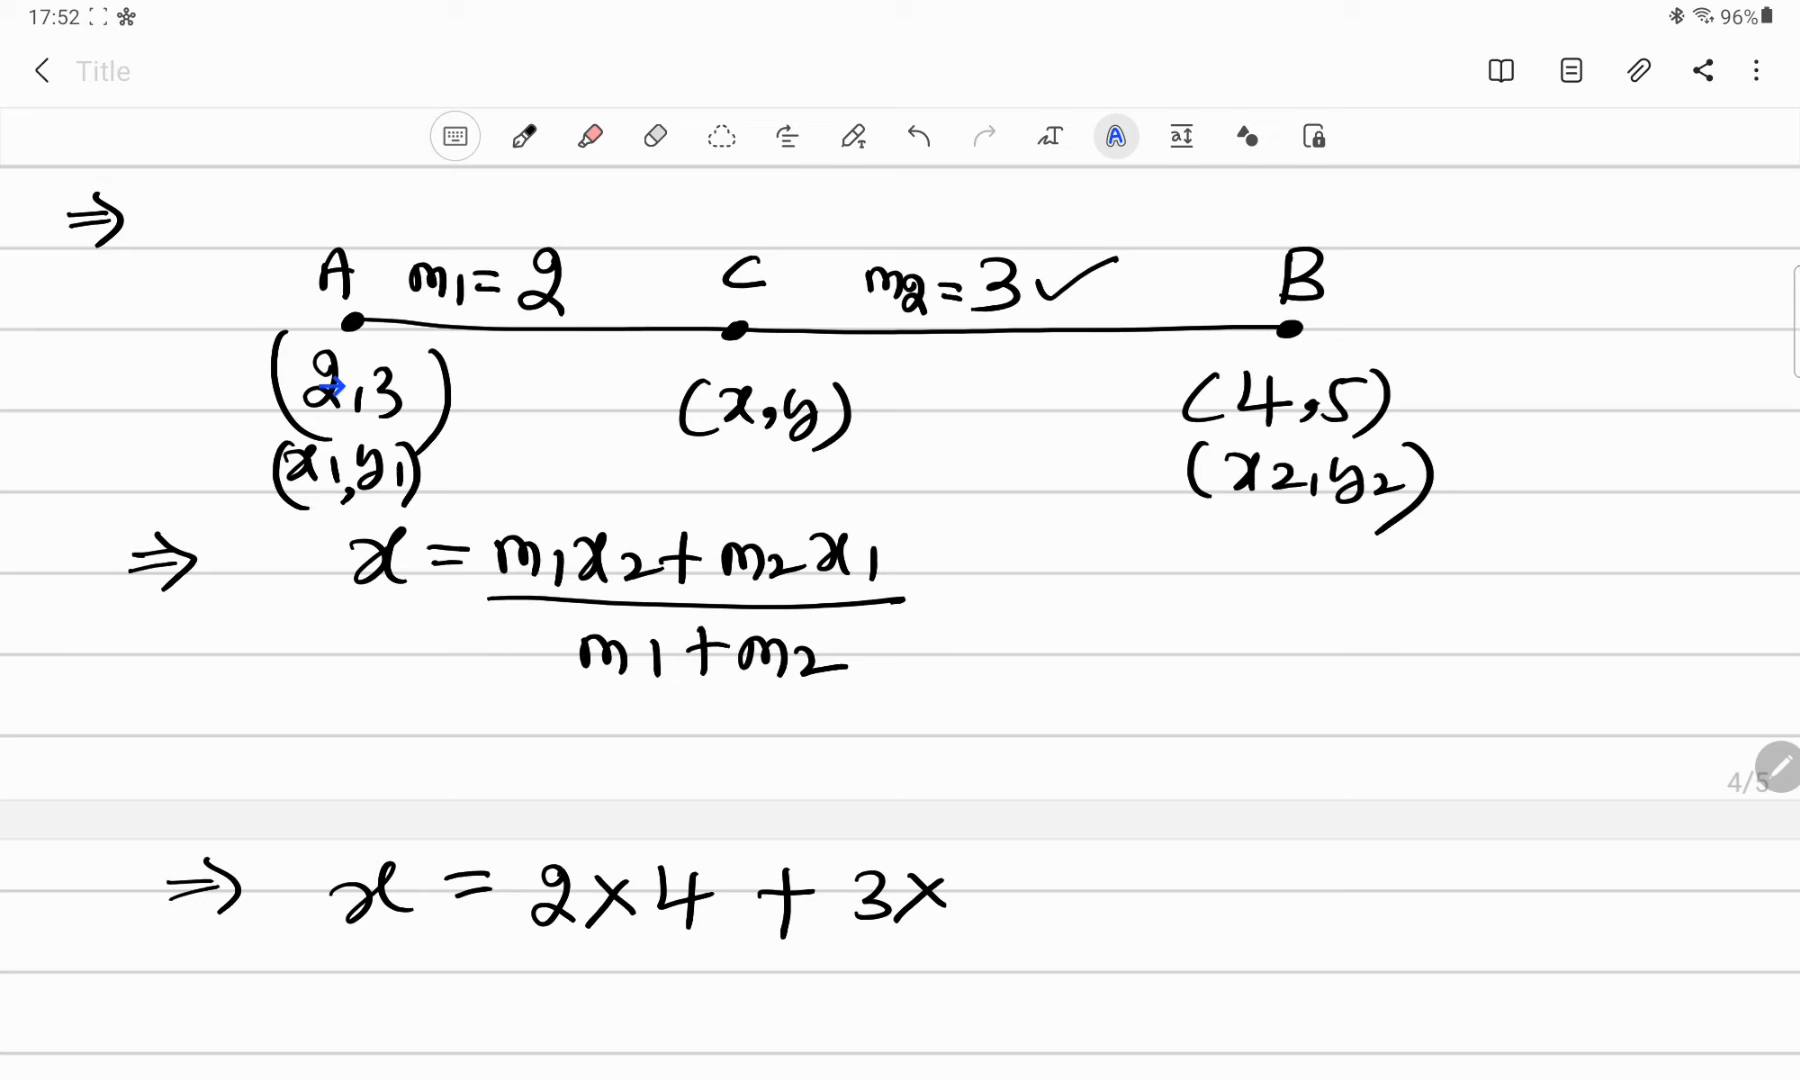 17:52 96%
Title
⇒
A m₁=2 C m₂=3✓ B
(2,3) (x,y) (4,5)
(x₁,y₁) (x₂,y₂)
⇒ x = m₁x₂+m₂x₁
m₁+m₂
4/5
⇒ x = 2×4 + 3×